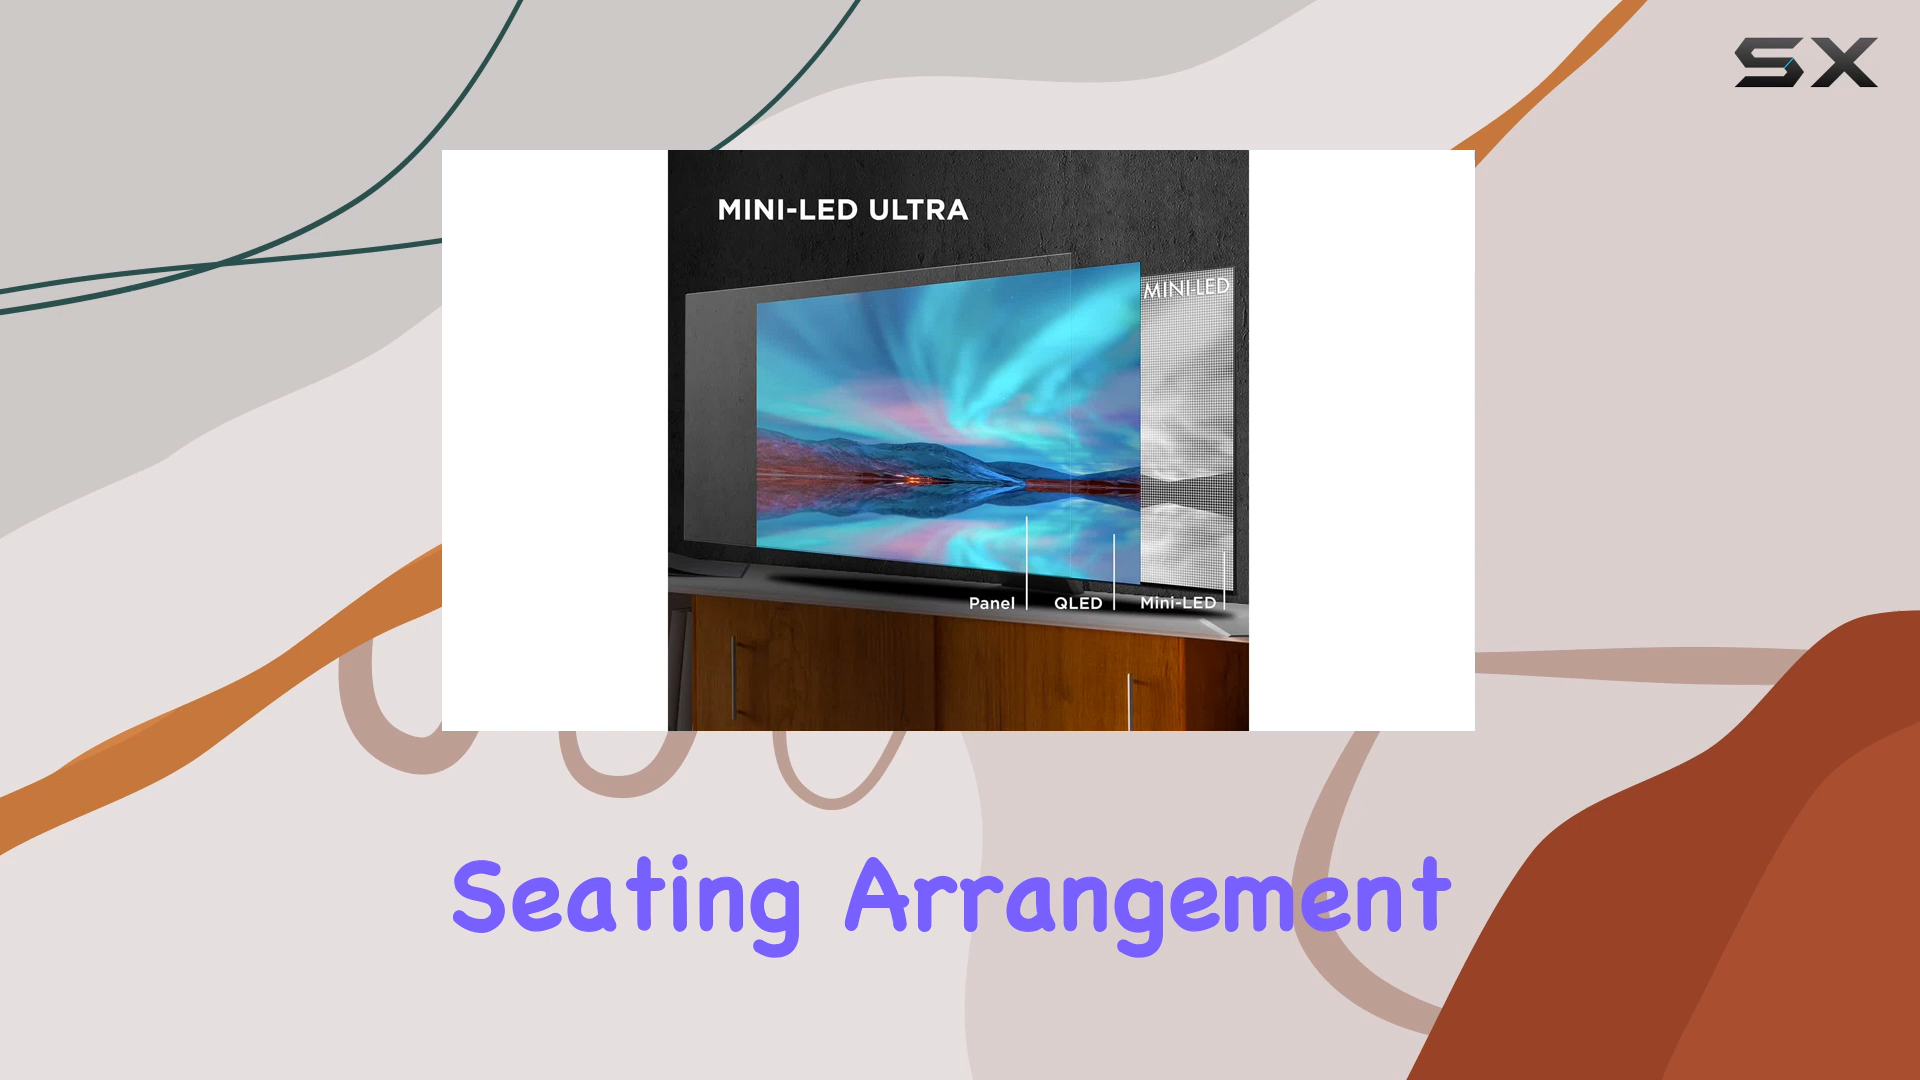 SX
MINI-LED ULTRA
MINI-LED
Panel QLED Mini-LED
Seating Arrangement